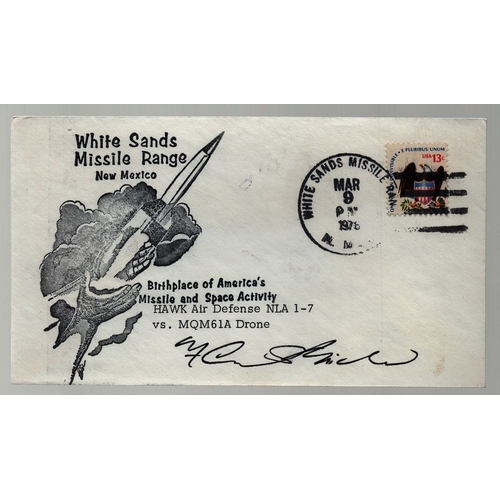 White Sands
Missile Range
New Mexico
Birthplace of America's
Missile and Space Activity
HAWK Air Defense NLA 1-7
vs. MQM61A Drone
WHITE SANDS MISSILE
MAR
9
PM
1978
N. M.
E PLURIBUS UNUM
USA 13c